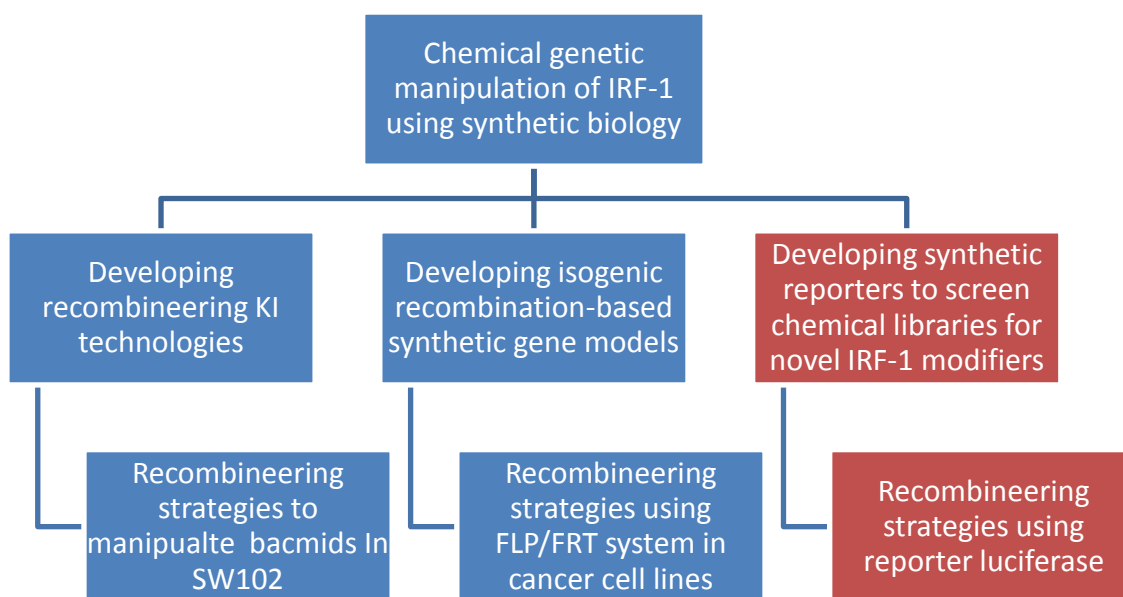 Chemical genetic
manipulation of IRF-1
using synthetic biology
Developing
recombineering KI
technologies
Developing isogenic
recombination-based
synthetic gene models
Developing synthetic
reporters to screen
chemical libraries for
novel IRF-1 modifiers
Recombineering
strategies to
manipualte bacmids In
SW102
Recombineering
strategies using
FLP/FRT system in
cancer cell lines
Recombineering
strategies using
reporter luciferase